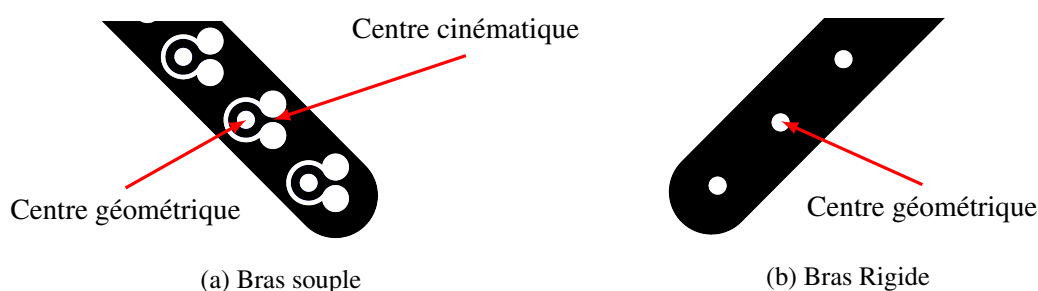 Centre cinématique
Centre géométrique
(a) Bras souple
Centre géométrique
(b) Bras Rigide